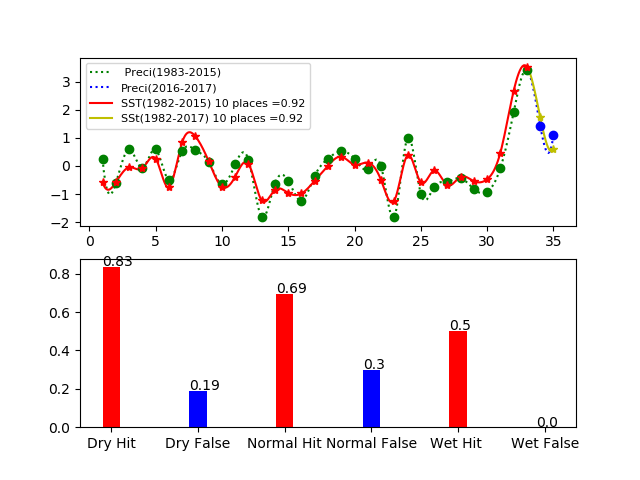 Preci(1983-2015)
Preci(2016-2017)
SST(1982-2015) 10 places =0.92
SSt(1982-2017) 10 places =0.92
3
2
1
0
−1
−2
0 5 10 15 20 25 30 35
0.8
0.6
0.4
0.2
0.0
0.83
0.19
0.69
0.3
0.5
0.0
Dry Hit Dry False Normal Hit Normal False Wet Hit Wet False